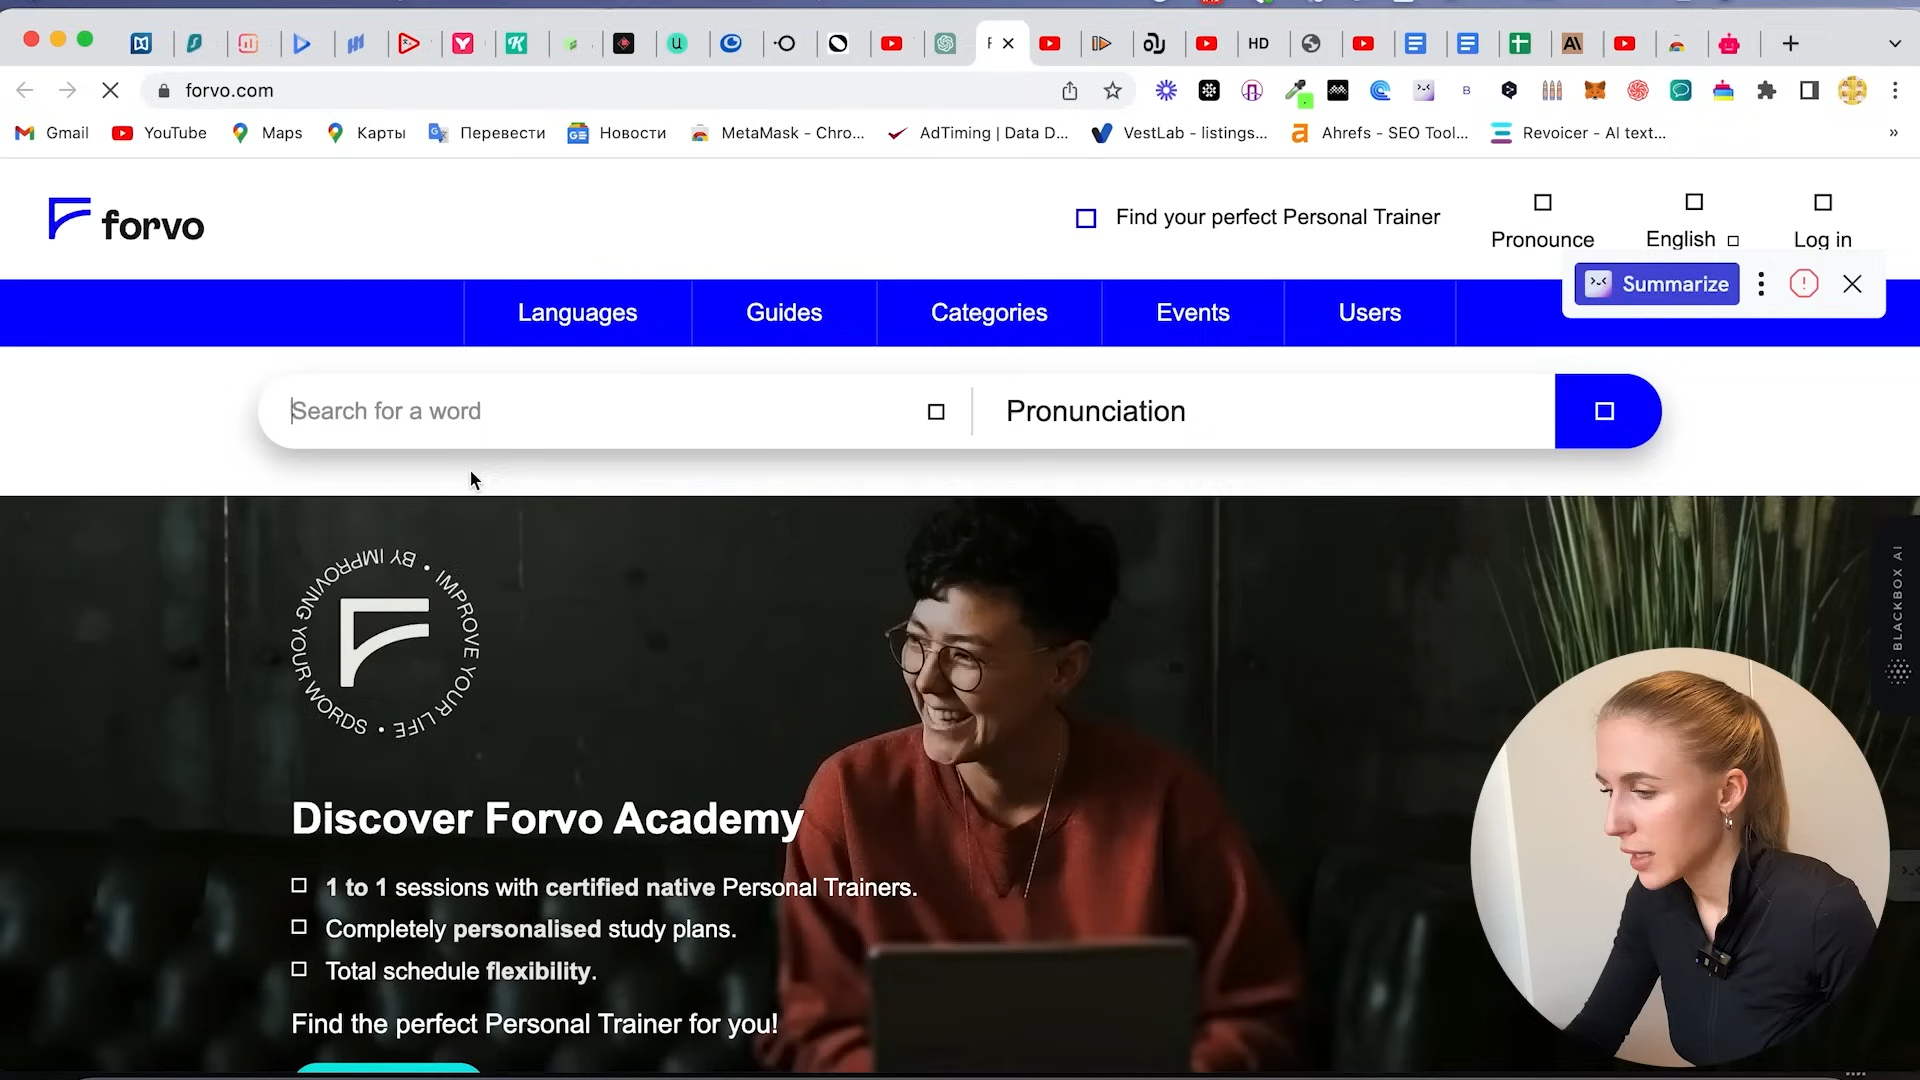 HD
forvo.com
Gmail
YouTube
Maps
Карты
Перевести
Новости
MetaMask - Chro...
AdTiming | Data D...
VestLab - listings...
Ahrefs - SEO Tool...
Revoicer - AI text...
»
forvo
Find your perfect Personal Trainer
Pronounce
English
Log in
Summarize
Languages
Guides
Categories
Events
Users
Search for a word
Pronunciation
BY IMPROVING YOUR WORDS • IMPROVE YOUR LIFE •
BLACKBOX AI
Discover Forvo Academy
1 to 1 sessions with certified native Personal Trainers.
Completely personalised study plans.
Total schedule flexibility.
Find the perfect Personal Trainer for you!